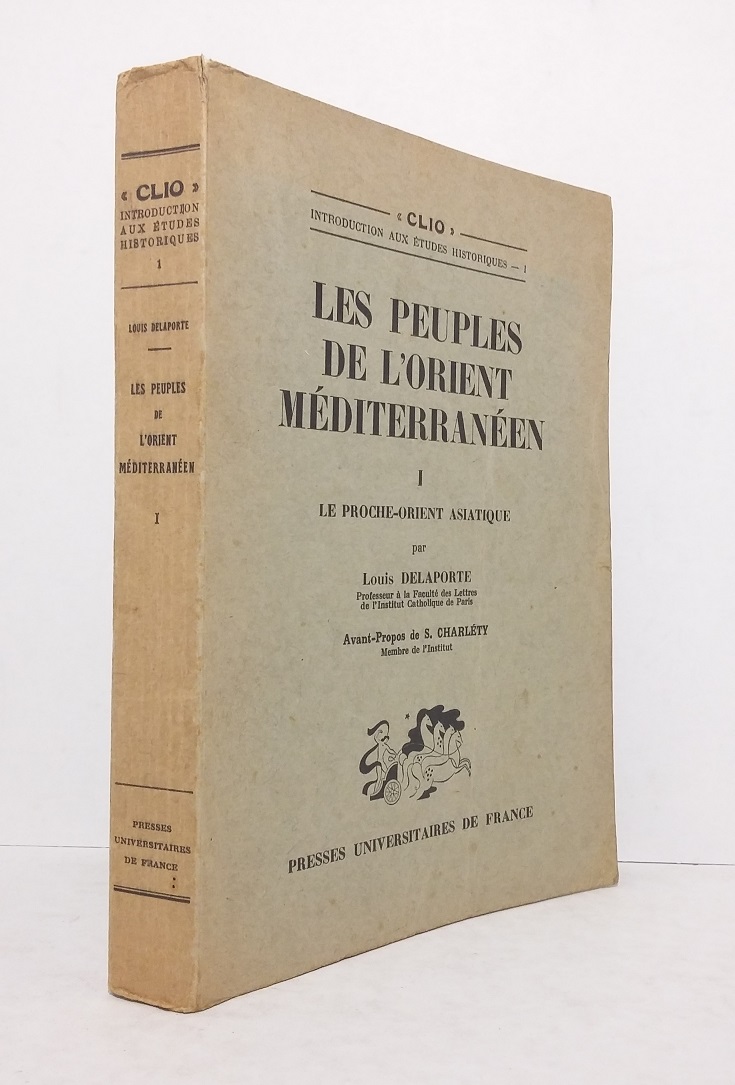 « CLIO »
INTRODUCTION
AUX ÉTUDES
HISTORIQUES
1
LOUIS DELAPORTE
LES PEUPLES
DE
L'ORIENT
MÉDITERRANÉEN
I
PRESSES
UNIVERSITAIRES
DE FRANCE
« CLIO »
INTRODUCTION AUX ÉTUDES HISTORIQUES — 1
LES PEUPLES
DE L'ORIENT
MÉDITERRANÉEN
I
LE PROCHE-ORIENT ASIATIQUE
par
Louis DELAPORTE
Professeur à la Faculté des Lettres
de l'Institut Catholique de Paris
Avant-Propos de S. CHARLÉTY
Membre de l'Institut
PRESSES UNIVERSITAIRES DE FRANCE